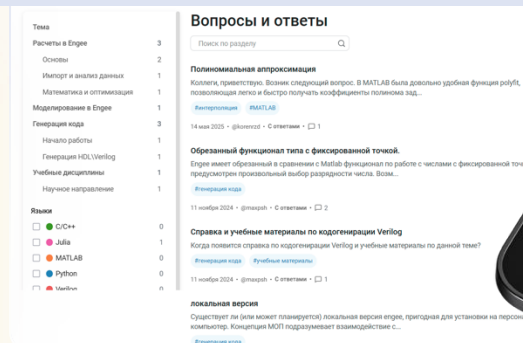 Тема
Расчеты в Engee 3
Основы 2
Импорт и анализ данных 1
Математика и оптимизация 1
Моделирование в Engee 1
Генерация кода 3
Начало работы 1
Генерация HDL\Verilog 1
Учебные дисциплины 1
Научное направление 1
Языки
C/C++ 0
Julia 1
MATLAB 0
Python 0
Verilog 0
Вопросы и ответы
Поиск по разделу
Полиномиальная аппроксимация
Коллеги, приветствую. Возник следующий вопрос. В MATLAB была довольно удобная функция polyfit,
позволяющая легко и быстро получать коэффициенты полинома зад...
#интерполяция #MATLAB
14 мая 2025 • @korenzd • С ответами • 1
Обрезанный функционал типа с фиксированной точкой.
Engee имеет обрезанный в сравнении с Matlab функционал по работе с числами с фиксированной точ
предусмотрен произвольный выбор разрядности числа. Возм...
#генерация кода
11 ноября 2024 • @maxpsh • С ответами • 2
Справка и учебные материалы по кодогенерации Verilog
Когда появится справка по кодогенерации Verilog и учебные материалы по данной теме?
#генерация кода #учебные материалы
11 ноября 2024 • @maxpsh • С ответами • 1
локальная версия
Существует ли (или может планируется) локальная версия engee, пригодная для установки на персона
компьютер. Концепция МОП подразумевает взаимодействие с...
#генерация кода